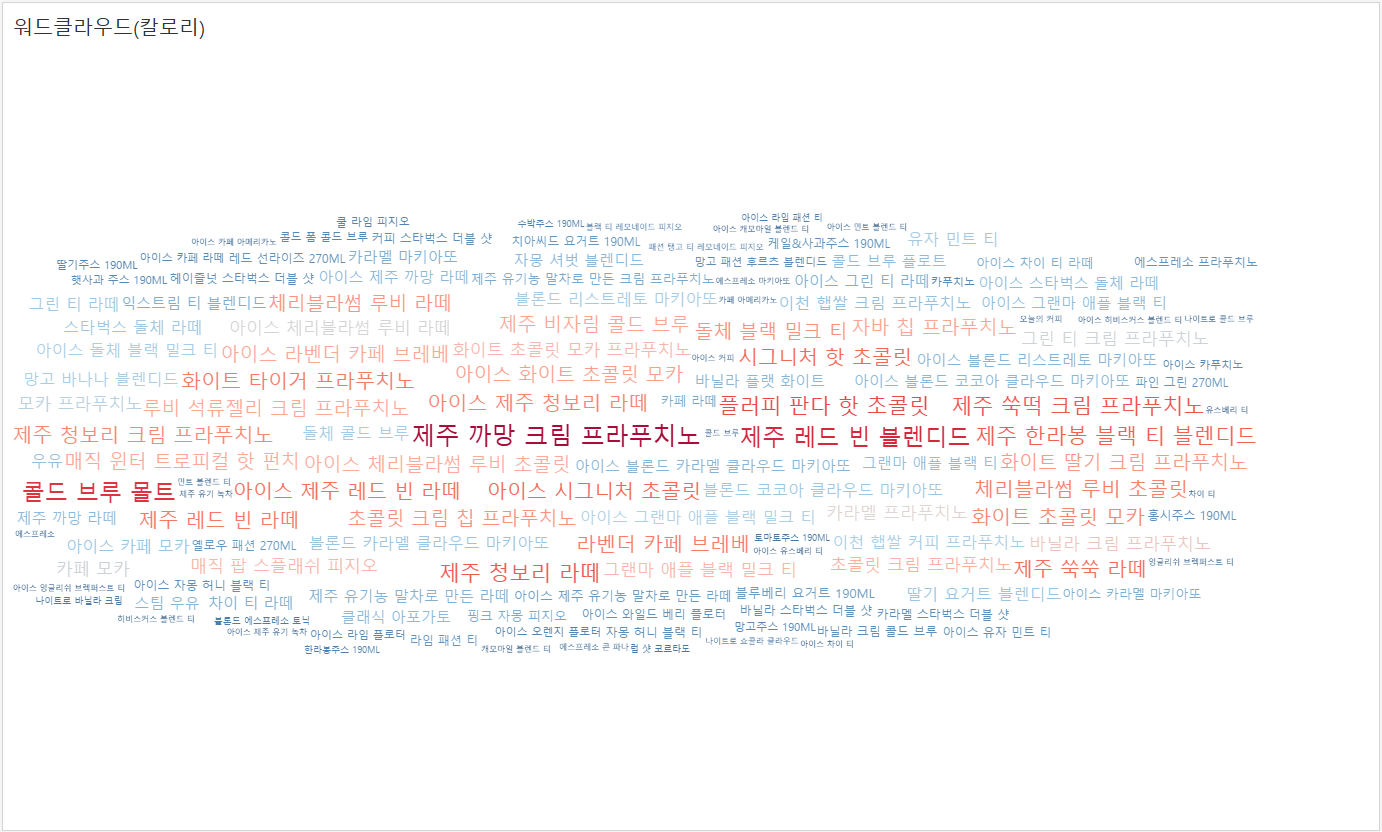 워드클라우드(칼로리)
쿨 라임 피지오
수박주스 190ML
블랙 티 레모네이드 피지오
아이스 라임 패션 티
아이스 캐모마일 블렌드 티
아이스 민트 블렌드 티
아이스 카페 아메리카노
콜드 폼 콜드 브루
커피 스타벅스 더블 샷
치아씨드 요거트 190ML
패션 탱고 티 레모네이드 피지오
케일&사과주스 190ML
유자 민트 티
딸기주스 190ML
아이스 카페 라떼
레드 선라이즈 270ML
카라멜 마키아또
자몽 셔벗 블렌디드
망고 패션 후르츠 블렌디드
콜드 브루 플로트
아이스 차이 티 라떼
에스프레소 프라푸치노
햇사과 주스 190ML
헤이즐넛 스타벅스 더블 샷
아이스 제주 까망 라떼
제주 유기농 말차로 만든 크림 프라푸치노
에스프레소 마키아또
아이스 그린 티 라떼
카푸치노
아이스 스타벅스 돌체 라떼
그린 티 라떼
익스트림 티 블렌디드
체리블라썸 루비 라떼
블론드 리스트레토 마키아또
카페 아메리카노
이천 햅쌀 크림 프라푸치노
아이스 그랜마 애플 블랙 티
스타벅스 돌체 라떼
아이스 체리블라썸 루비 라떼
제주 비자림 콜드 브루
돌체 블랙 밀크 티
자바 칩 프라푸치노
오늘의 커피
아이스 히비스커스 블렌드 티
나이트로 콜드 브루
그린 티 크림 프라푸치노
아이스 돌체 블랙 밀크 티
아이스 라벤더 카페 브레베
화이트 초콜릿 모카 프라푸치노
아이스 커피
시그니처 핫 초콜릿
아이스 블론드 리스트레토 마키아또
아이스 카푸치노
망고 바나나 블렌디드
화이트 타이거 프라푸치노
아이스 화이트 초콜릿 모카
바닐라 플랫 화이트
아이스 블론드 코코아 클라우드 마키아또
파인 그린 270ML
모카 프라푸치노
루비 석류젤리 크림 프라푸치노
아이스 제주 청보리 라떼
카페 라떼
플러피 판다 핫 초콜릿
제주 쑥떡 크림 프라푸치노
유스베리 티
제주 청보리 크림 프라푸치노
돌체 콜드 브루
제주 까망 크림 프라푸치노
콜드 브루
제주 레드 빈 블렌디드
제주 한라봉 블랙 티 블렌디드
우유
매직 윈터 트로피컬 핫 펀치
아이스 체리블라썸 루비 초콜릿
아이스 블론드 카라멜 클라우드 마키아또
그랜마 애플 블랙 티
화이트 딸기 크림 프라푸치노
콜드 브루 몰트
민트 블렌드 티
제주 유기 녹차
아이스 제주 레드 빈 라떼
아이스 시그니처 초콜릿
블론드 코코아 클라우드 마키아또
체리블라썸 루비 초콜릿
차이 티
제주 까망 라떼
제주 레드 빈 라떼
초콜릿 크림 칩 프라푸치노
아이스 그랜마 애플 블랙 밀크 티
카라멜 프라푸치노
화이트 초콜릿 모카
홍시주스 190ML
에스프레소
아이스 카페 모카
옐로우 패션 270ML
블론드 카라멜 클라우드 마키아또
라벤더 카페 브레베
토마토주스 190ML
아이스 유스베리 티
이천 햅쌀 커피 프라푸치노
바닐라 크림 프라푸치노
카페 모카
매직 팝 스플래쉬 피지오
제주 청보리 라떼
그랜마 애플 블랙 밀크 티
초콜릿 크림 프라푸치노
제주 쑥쑥 라떼
잉글리쉬 브렉퍼스트 티
아이스 잉글리쉬 브렉퍼스트 티
아이스 자몽 허니 블랙 티
나이트로 바닐라 크림
스팀 우유
차이 티 라떼
제주 유기농 말차로 만든 라떼
아이스 제주 유기농 말차로 만든 라떼
블루베리 요거트 190ML
딸기 요거트 블렌디드
아이스 카라멜 마키아또
히비스커스 블렌드 티
블론드 에스프레소 토닉
클래식 아포가토
핑크 자몽 피지오
아이스 와일드 베리 플로터
바닐라 스타벅스 더블 샷
카라멜 스타벅스 더블 샷
아이스 제주 유기 녹차
아이스 라임 플로터
라임 패션 티
아이스 오렌지 플로터
자몽 허니 블랙 티
망고주스 190ML
바닐라 크림 콜드 브루
아이스 유자 민트 티
한라봉주스 190ML
캐모마일 블렌드 티
에스프레소 콘 파나
럼 샷 코르타도
나이트로 쇼콜라 클라우드
아이스 차이 티